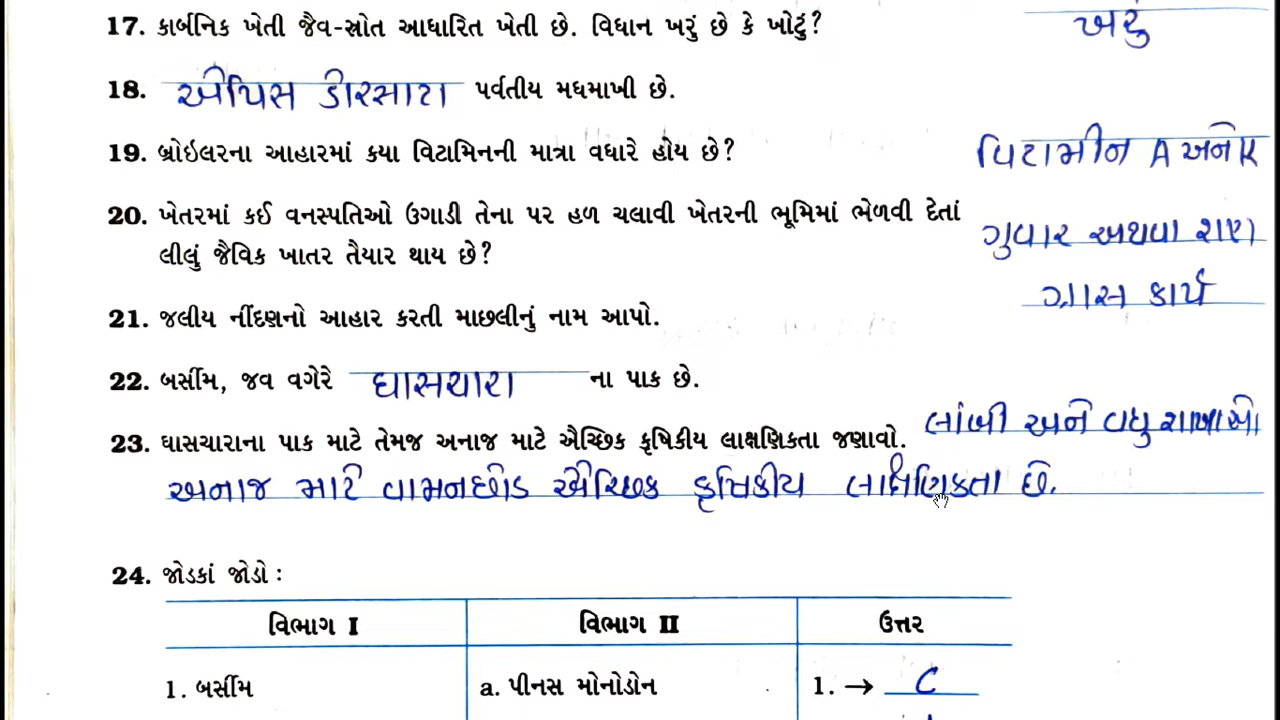 17. કાર્બનિક ખેતી જૈવ-સ્રોત આધારિત ખેતી છે. વિધાન ખરું છે કે ખોટું? ખરું
18. એપિસ ડોરસાટા પર્વતીય મધમાખી છે.
19. બ્રોઇલરના આહારમાં કયા વિટામિનની માત્રા વધારે હોય છે? વિટામીન A અને K
20. ખેતરમાં કઈ વનસ્પતિઓ ઉગાડી તેના પર હળ ચલાવી ખેતરની ભૂમિમાં ભેળવી દેતાં
લીલું જૈવિક ખાતર તૈયાર થાય છે? ગુવાર અથવા શણ
21. જલીય નીંદણનો આહાર કરતી માછલીનું નામ આપો. ગ્રાસ કાર્પ
22. બર્સીમ, જવ વગેરે ઘાસચારા ના પાક છે.
23. ઘાસચારાના પાક માટે તેમજ અનાજ માટે ઐચ્છિક કૃષિકીય લાક્ષણિકતા જણાવો. લાંબી અને વધુ શાખાઓ
અનાજ માટે વામનછોડ ઐચ્છિક કૃષિકીય લાક્ષણિકતા છે.
24. જોડકાં જોડો :
વિભાગ I વિભાગ II ઉત્તર
1. બર્સીમ a. પીનસ મોનોડોન 1. → C